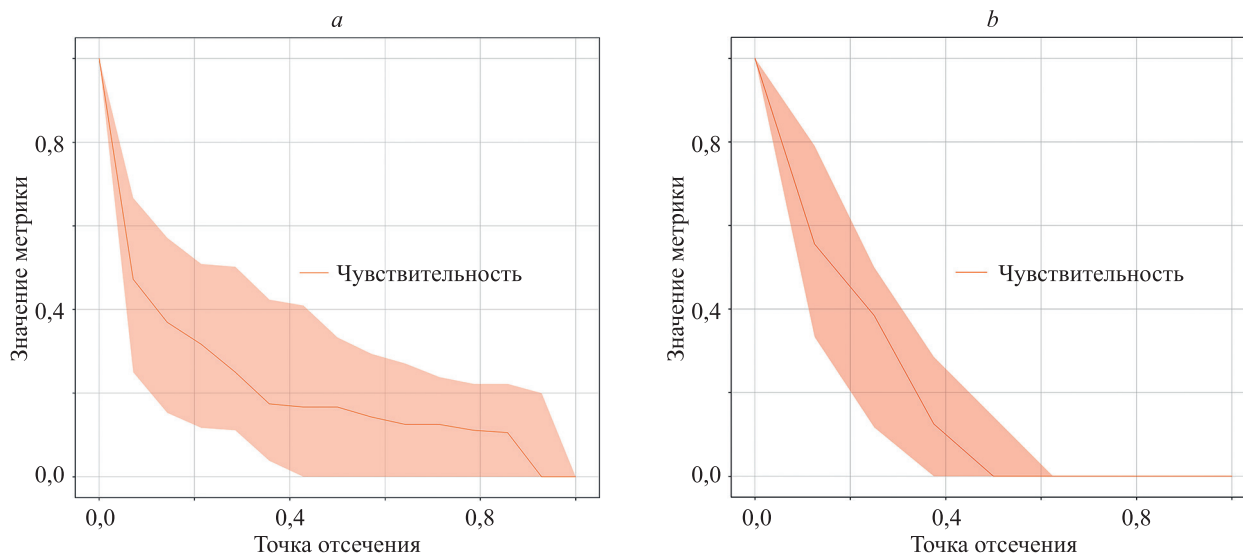 a
Значение метрики
0,8
0,4
0,0
Чувствительность
0,0 0,4 0,8
Точка отсечения
b
Значение метрики
0,8
0,4
0,0
Чувствительность
0,0 0,4 0,8
Точка отсечения